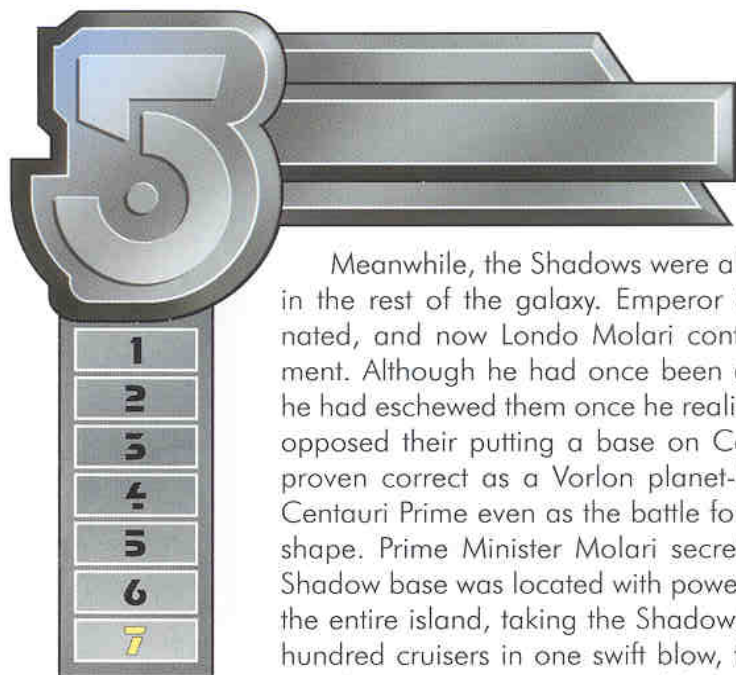 5
Meanwhile, the Shadows were al
in the rest of the galaxy. Emperor
nated, and now Londo Molari cont
ment. Although he had once been
he had eschewed them once he reali
opposed their putting a base on Ce
proven correct as a Vorlon planet-
Centauri Prime even as the battle fo
shape. Prime Minister Molari secre
Shadow base was located with powe
the entire island, taking the Shadow
hundred cruisers in one swift blow, t
1
2
3
4
5
6
7